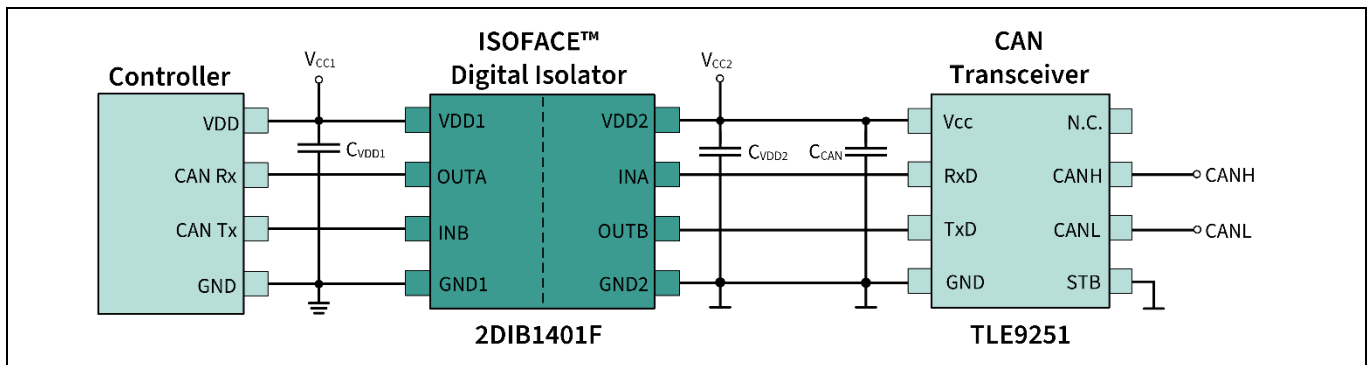 ISOFACE™
Digital Isolator
CAN
Transceiver
Controller
VCC1
VCC2
VDD
VDD1
VDD2
Vcc
N.C.
CVDD1
CVDD2
CCAN
CAN Rx
OUTA
INA
RxD
CANH
CANH
CAN Tx
INB
OUTB
TxD
CANL
CANL
GND
GND1
GND2
GND
STB
2DIB1401F
TLE9251